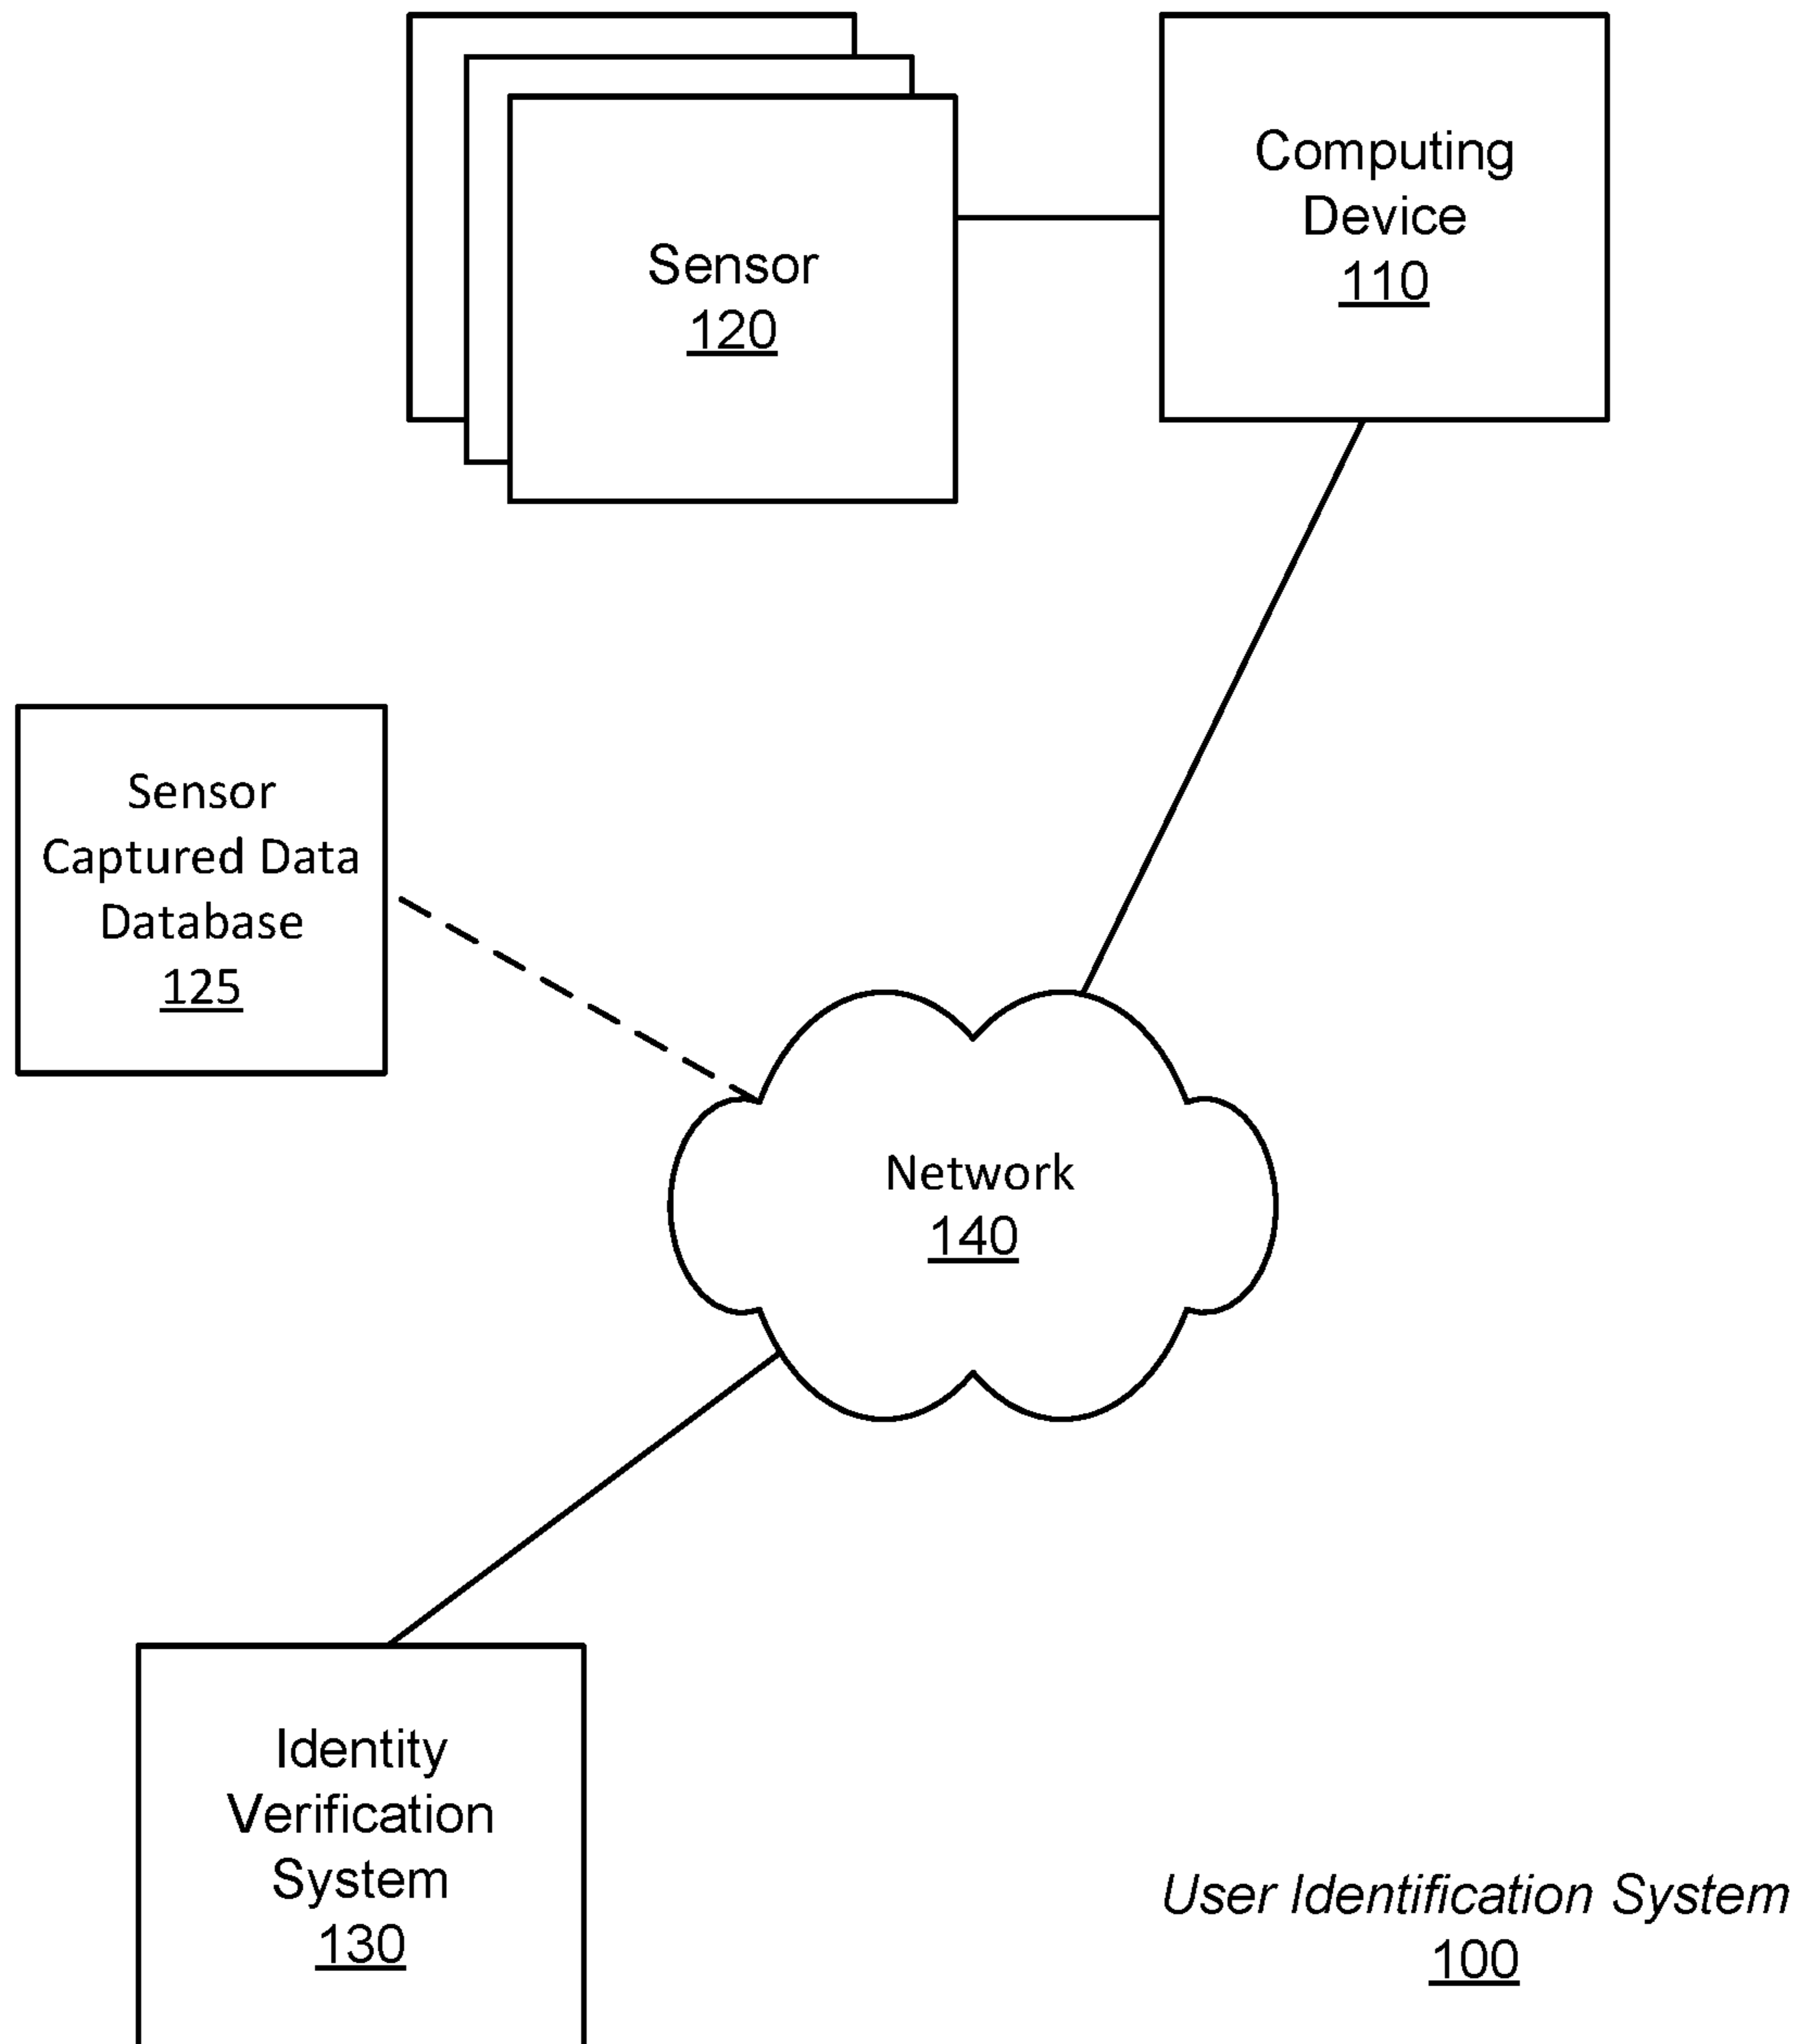 Computing
Device
110
Sensor
120
Sensor
Captured Data
Database
125
Network
140
Identity
Verification
System
130
User Identification System
100